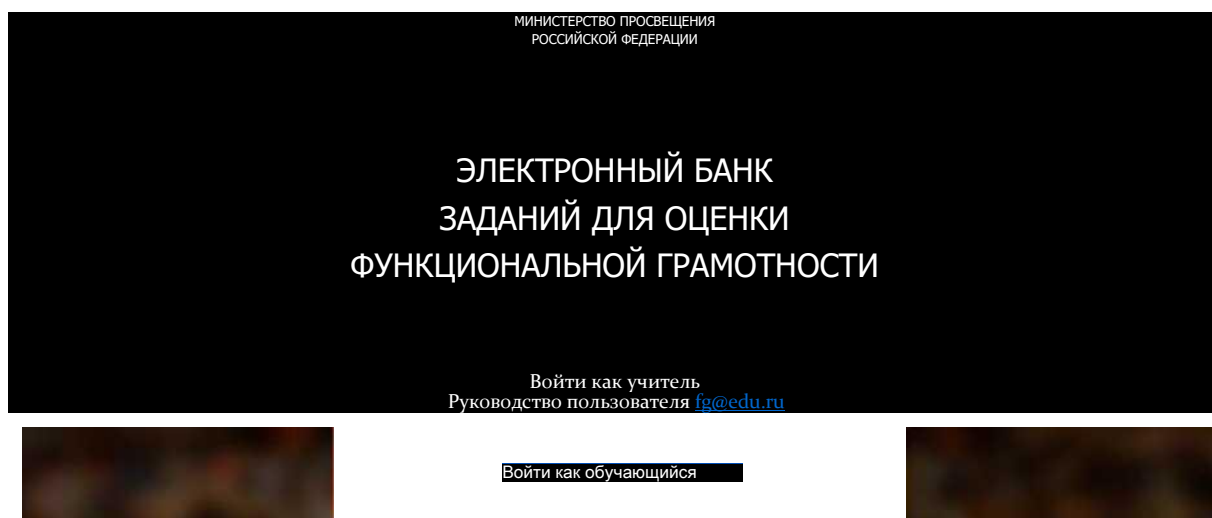 МИНИСТЕРСТВО ПРОСВЕЩЕНИЯ
РОССИЙСКОЙ ФЕДЕРАЦИИ
ЭЛЕКТРОННЫЙ БАНК
ЗАДАНИЙ ДЛЯ ОЦЕНКИ
ФУНКЦИОНАЛЬНОЙ ГРАМОТНОСТИ
Войти как учитель
Руководство пользователя fg@edu.ru
Войти как обучающийся